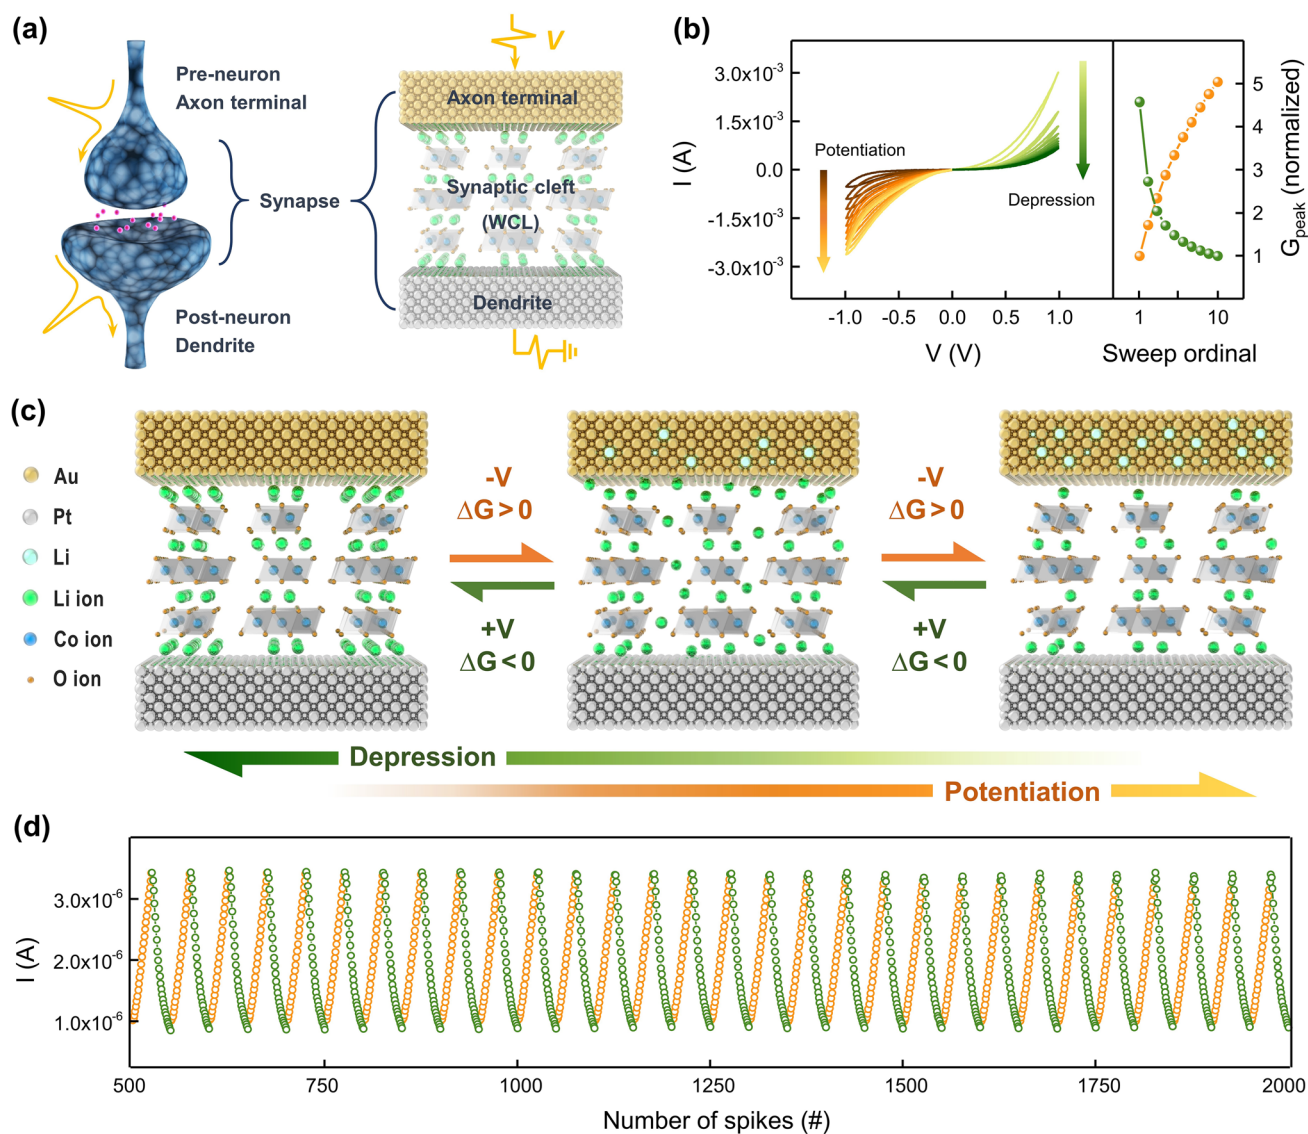 (a)
V
Pre-neuron
Axon terminal
Synapse
Post-neuron
Dendrite
Axon terminal
Synaptic cleft
(WCL)
Dendrite
(b)
I (A)
3.0x10⁻³
1.5x10⁻³
0.0
-1.5x10⁻³
-3.0x10⁻³
Potentiation
Depression
-1.0 -0.5 0.0 0.5 1.0
V (V)
1 10
Sweep ordinal
5
4
3
2
1
G_peak (normalized)
(c)
Au
Pt
Li
Li ion
Co ion
O ion
-V
ΔG > 0
+V
ΔG < 0
-V
ΔG > 0
+V
ΔG < 0
Depression
Potentiation
(d)
I (A)
3.0x10⁻⁶
2.0x10⁻⁶
1.0x10⁻⁶
500 750 1000 1250 1500 1750 2000
Number of spikes (#)